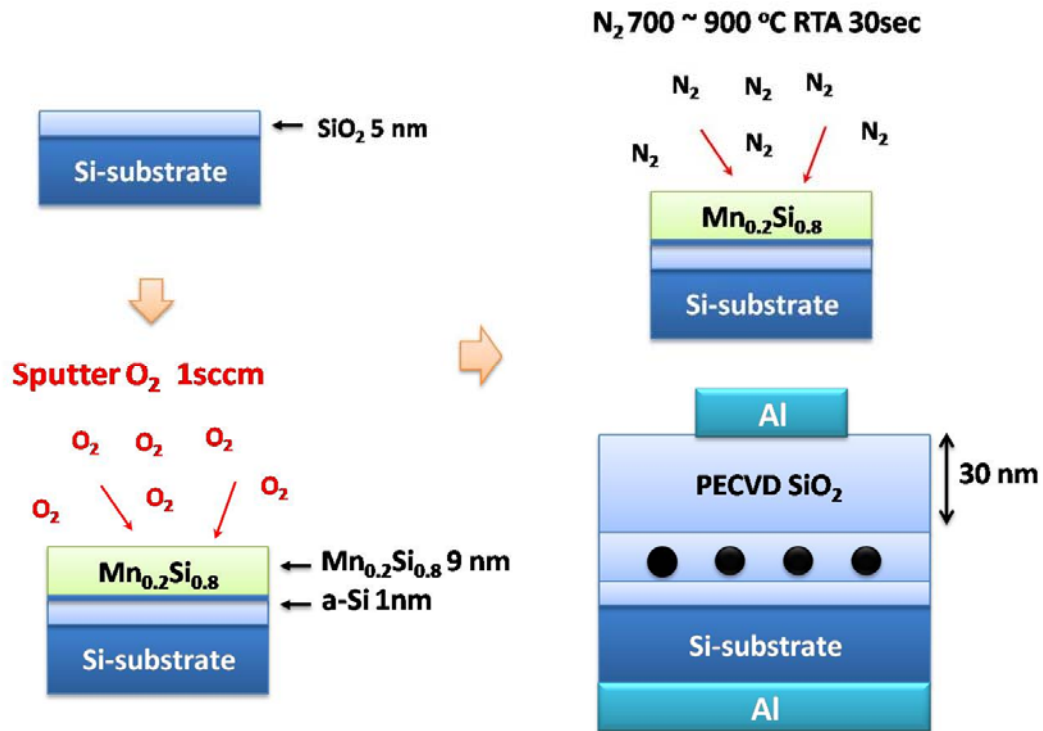 SiO₂ 5 nm
Si-substrate
Sputter O₂ 1sccm
O₂ O₂ O₂
O₂ O₂ O₂
Mn₀.₂Si₀.₈
Mn₀.₂Si₀.₈ 9 nm
a-Si 1nm
Si-substrate
N₂ 700 ~ 900 °C RTA 30sec
N₂ N₂ N₂
N₂ N₂ N₂
Mn₀.₂Si₀.₈
Si-substrate
Al
PECVD SiO₂
30 nm
Si-substrate
Al